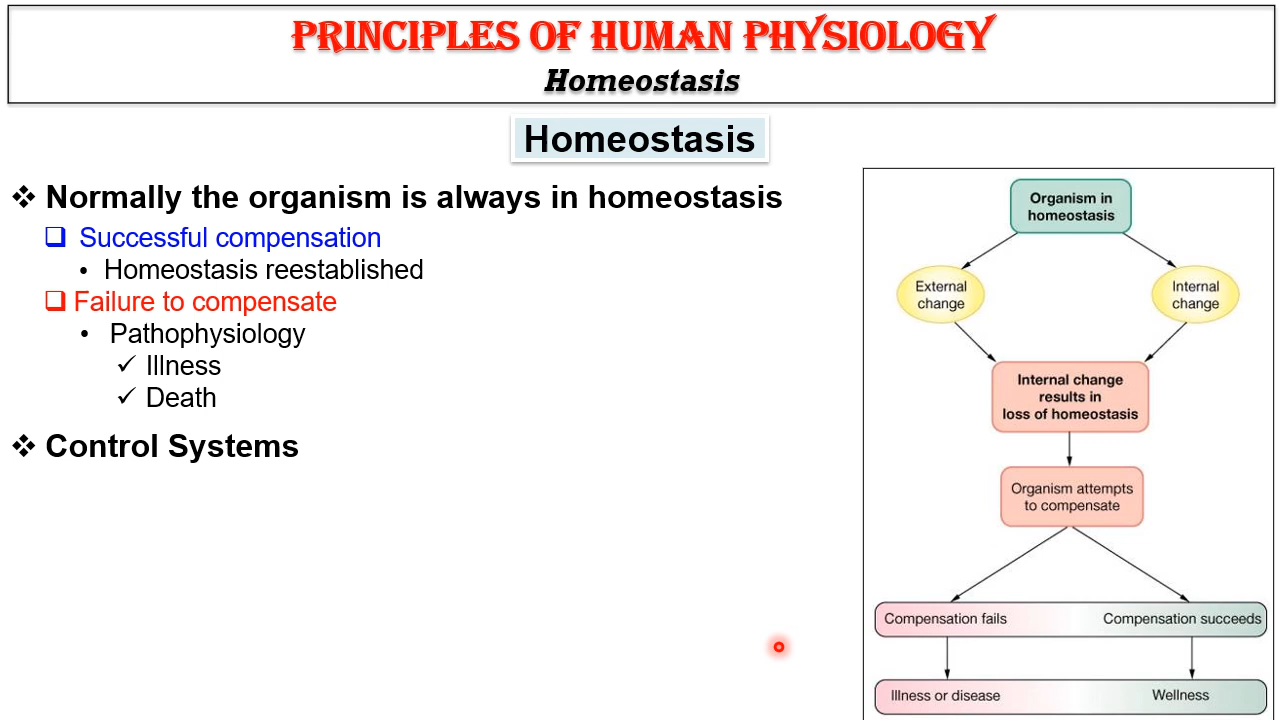 PRINCIPLES OF HUMAN PHYSIOLOGY
Homeostasis
Homeostasis
Normally the organism is always in homeostasis
Successful compensation
Homeostasis reestablished
Failure to compensate
Pathophysiology
Illness
Death
Control Systems
Organism in
homeostasis
External
change
Internal
change
Internal change
results in
loss of homeostasis
Organism attempts
to compensate
Compensation fails
Compensation succeeds
Illness or disease
Wellness